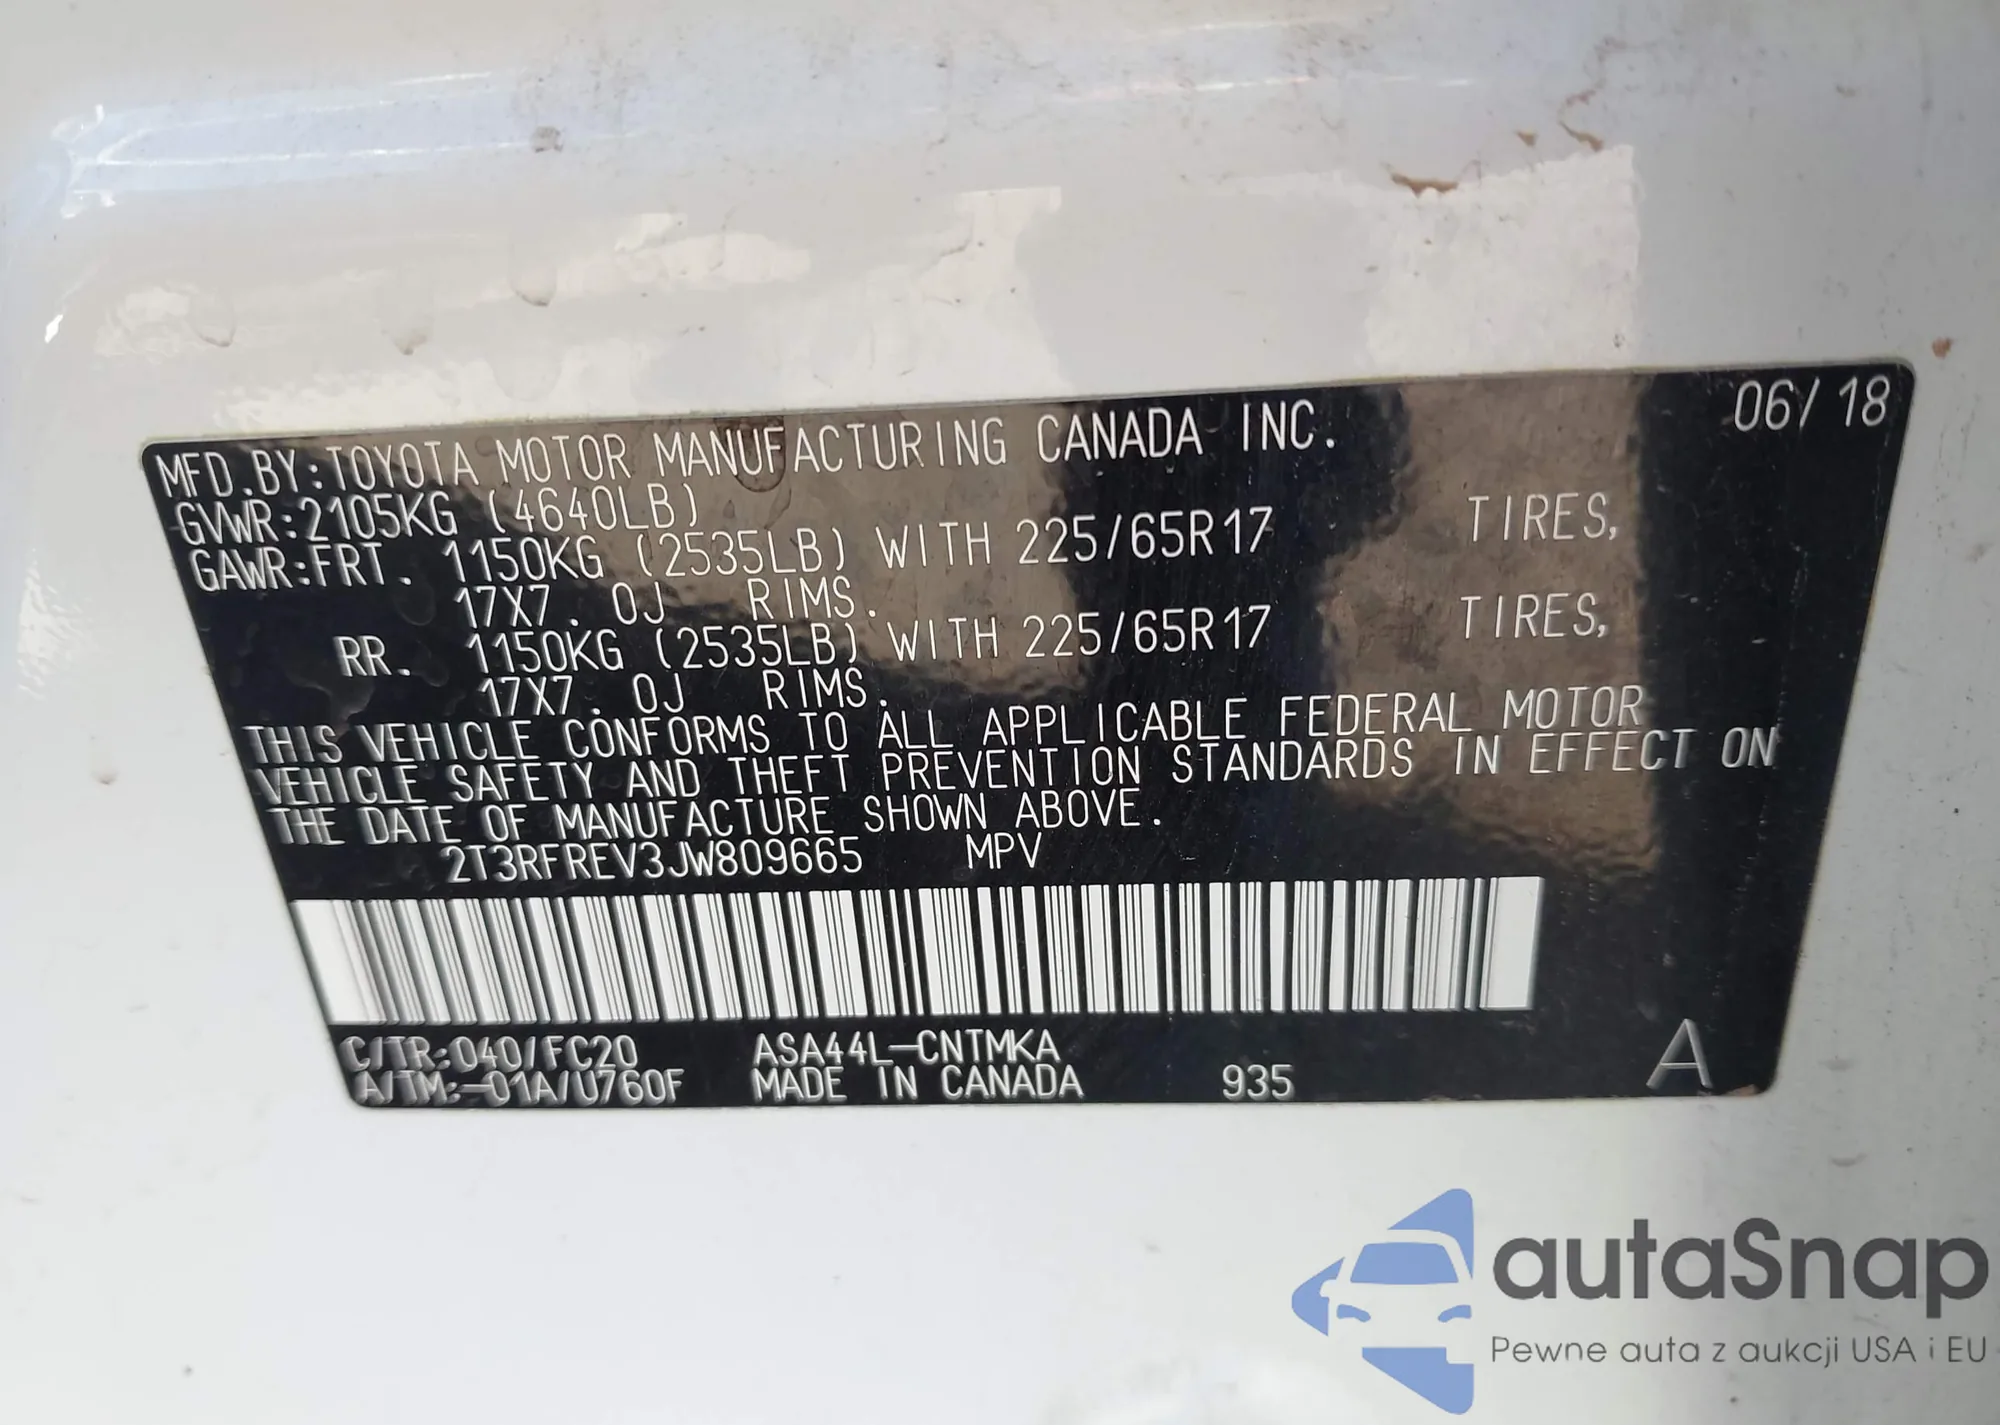 06/18
MFD.BY:TOYOTA MOTOR MANUFACTURING CANADA INC.
GVWR:2105KG (4640LB)
GAWR:FRT. 1150KG (2535LB) WITH 225/65R17 TIRES,
17X7.0J RIMS.
RR. 1150KG (2535LB) WITH 225/65R17 TIRES,
17X7.0J RIMS.
THIS VEHICLE CONFORMS TO ALL APPLICABLE FEDERAL MOTOR
VEHICLE SAFETY AND THEFT PREVENTION STANDARDS IN EFFECT ON
THE DATE OF MANUFACTURE SHOWN ABOVE.
2T3RFREV3JW809665 MPV
C/TR:040/FC20 ASA44L-CNTMKA
A/TM:-01A/U760F MADE IN CANADA 935 A
autaSnap
Pewne auta z aukcji USA i EU